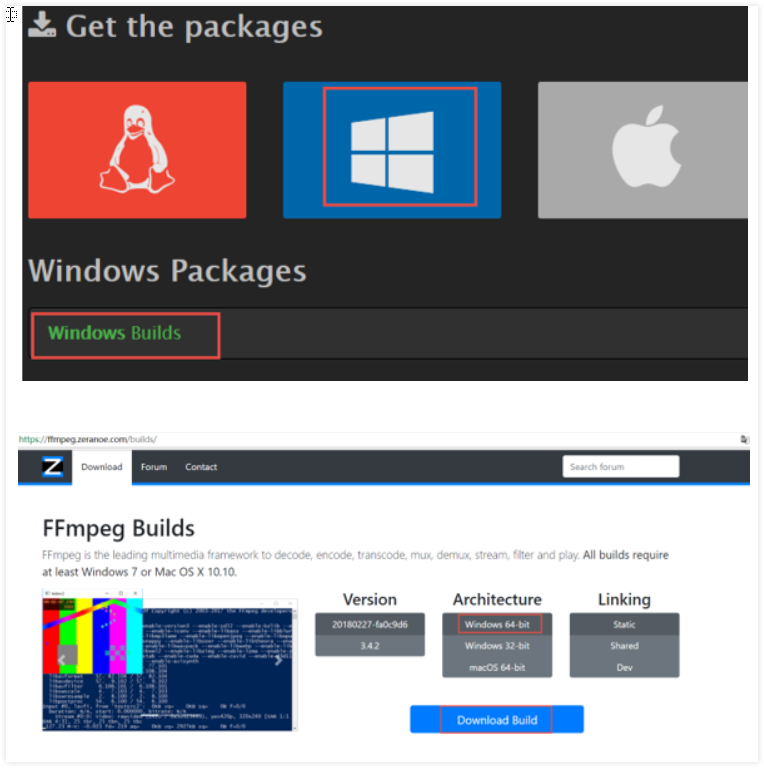 Get the packages
Windows Packages
Windows Builds
https://ffmpeg.zeranoe.com/builds/
Download Forum Contact Search forum
FFmpeg Builds
FFmpeg is the leading multimedia framework to decode, encode, transcode, mux, demux, stream, filter and play. All builds require
at least Windows 7 or Mac OS X 10.10.
Version Architecture Linking
20180227-fa0c9d6 Windows 64-bit Static
3.4.2 Windows 32-bit Shared
macOS 64-bit Dev
Download Build